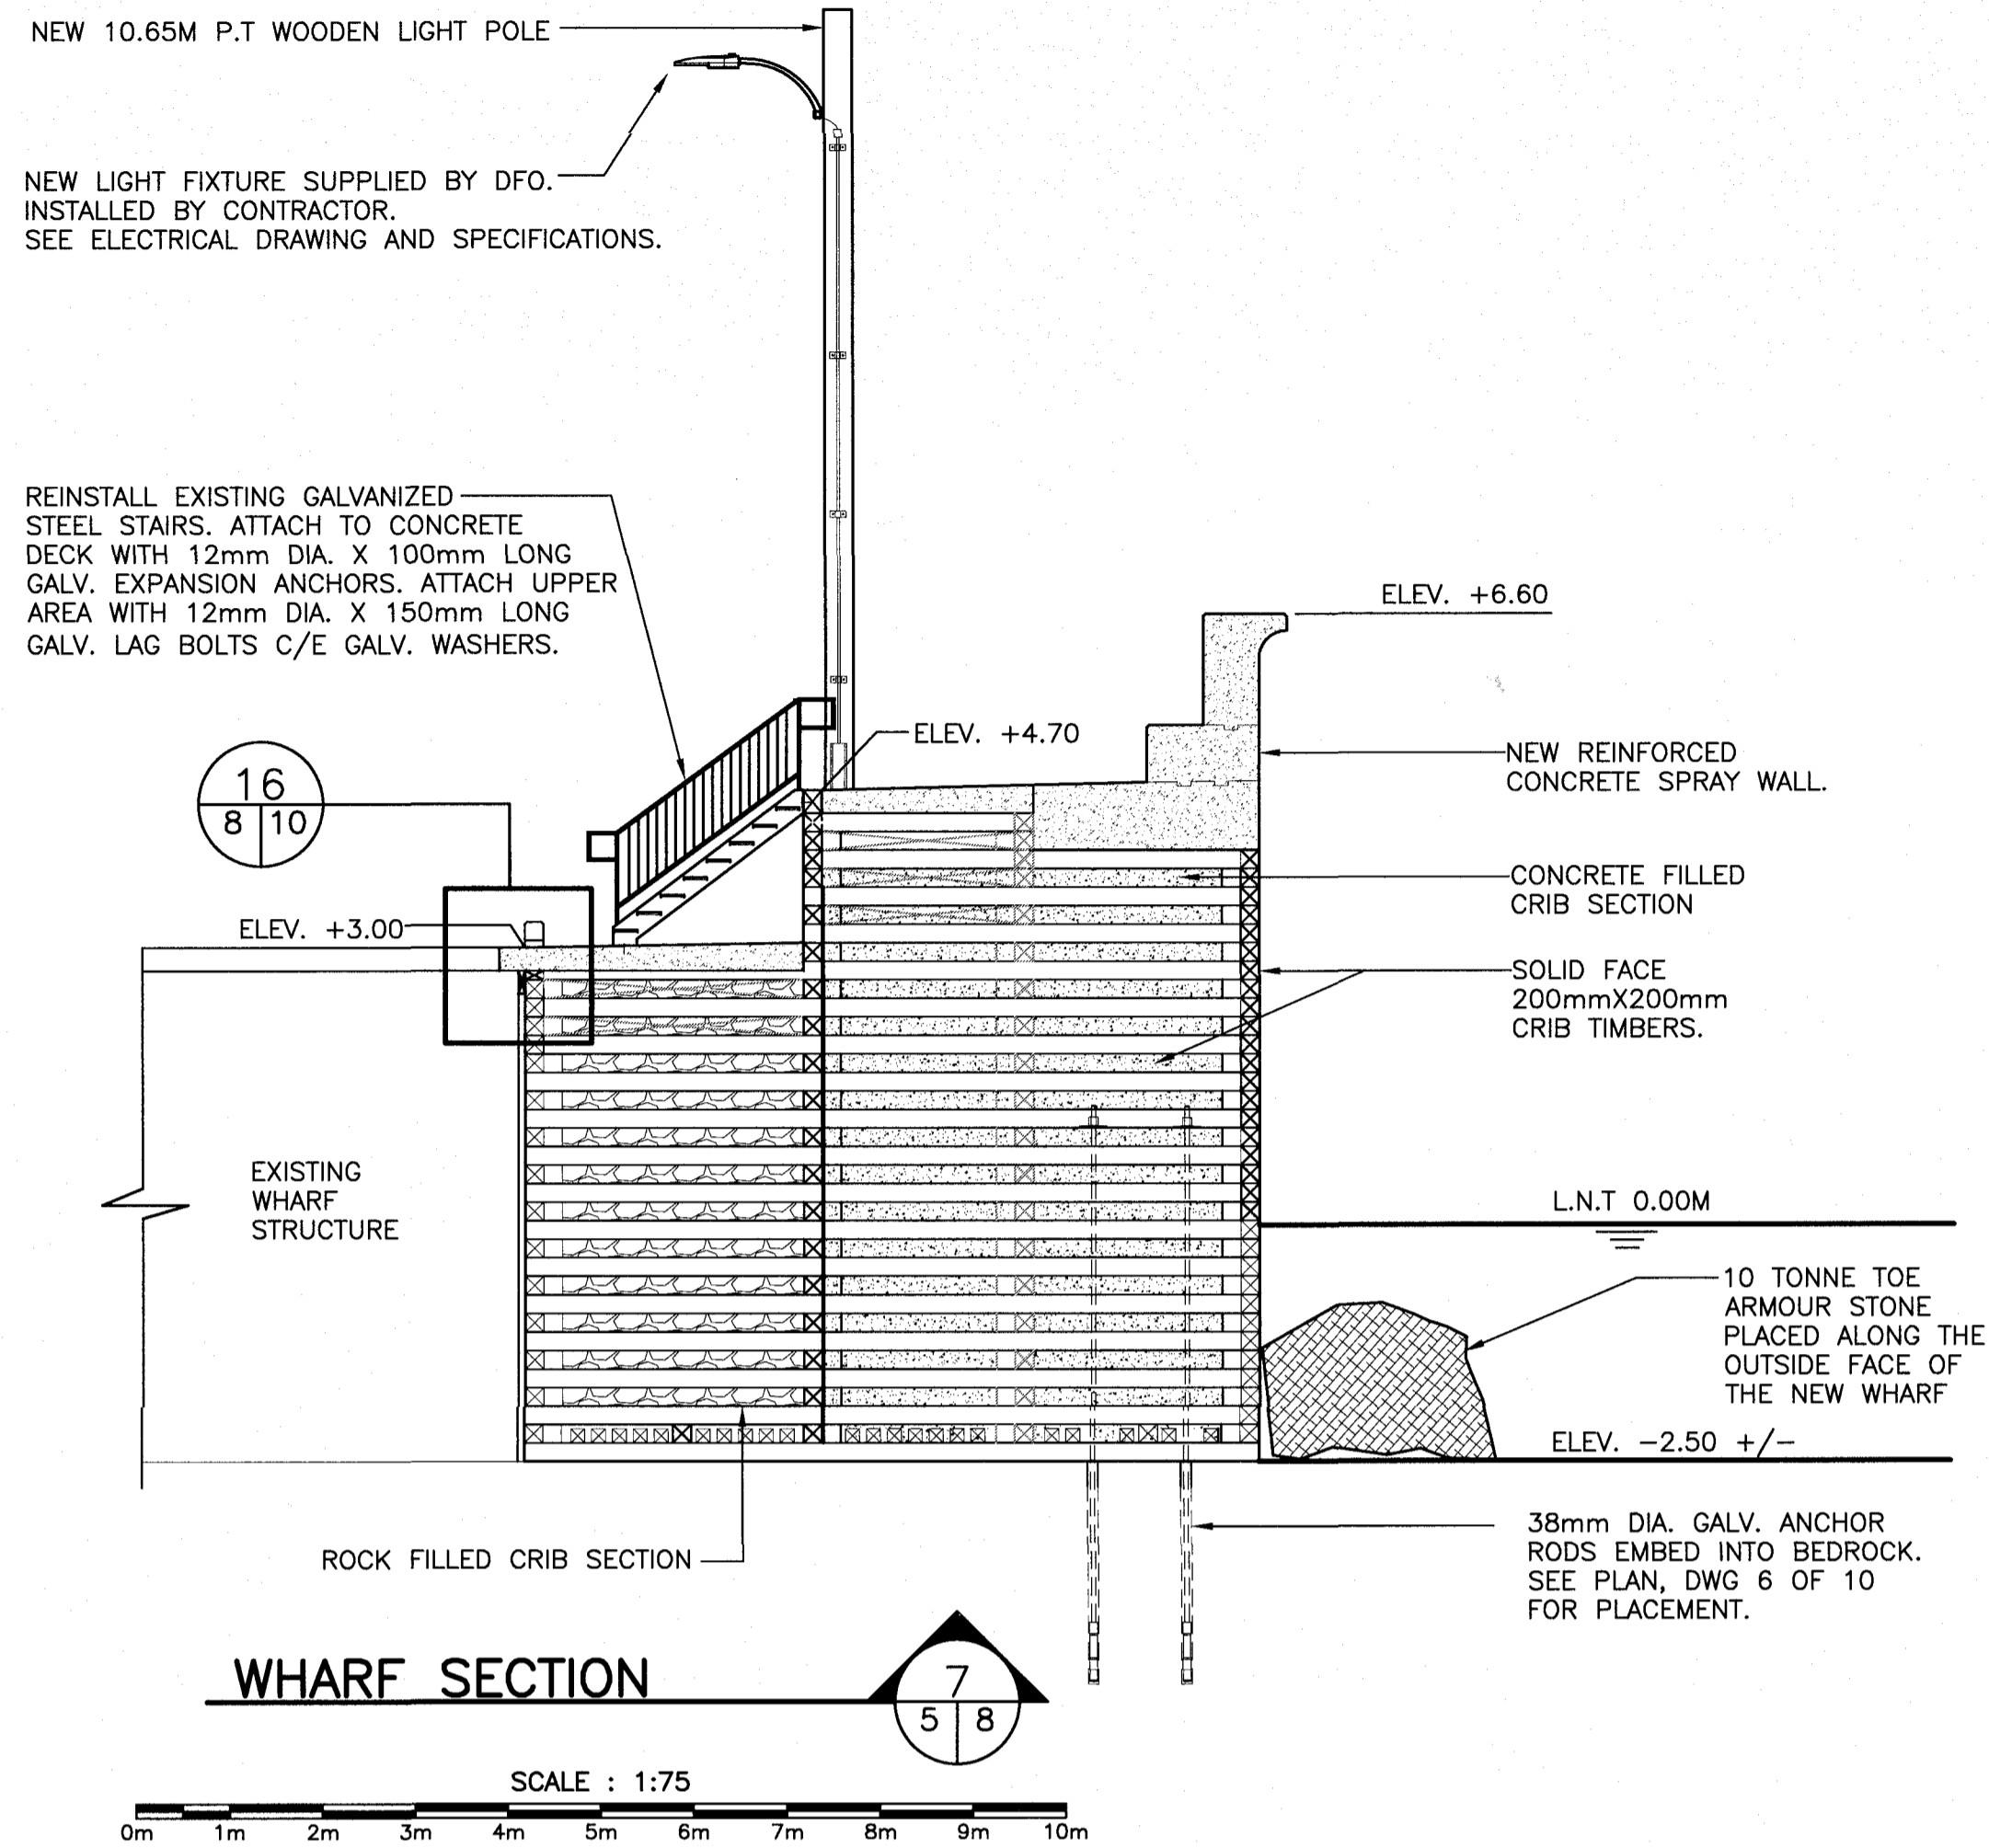 NEW 10.65M P.T WOODEN LIGHT POLE
NEW LIGHT FIXTURE SUPPLIED BY DFO.
INSTALLED BY CONTRACTOR.
SEE ELECTRICAL DRAWING AND SPECIFICATIONS.
REINSTALL EXISTING GALVANIZED
STEEL STAIRS. ATTACH TO CONCRETE
DECK WITH 12mm DIA. X 100mm LONG
GALV. EXPANSION ANCHORS. ATTACH UPPER
AREA WITH 12mm DIA. X 150mm LONG
GALV. LAG BOLTS C/E GALV. WASHERS.
ELEV. +6.60
ELEV. +4.70
NEW REINFORCED
CONCRETE SPRAY WALL.
16
8 10
CONCRETE FILLED
CRIB SECTION
ELEV. +3.00
SOLID FACE
200mmX200mm
CRIB TIMBERS.
EXISTING
WHARF
STRUCTURE
L.N.T 0.00M
10 TONNE TOE
ARMOUR STONE
PLACED ALONG THE
OUTSIDE FACE OF
THE NEW WHARF
ELEV. -2.50 +/-
ROCK FILLED CRIB SECTION
38mm DIA. GALV. ANCHOR
RODS EMBED INTO BEDROCK.
SEE PLAN, DWG 6 OF 10
FOR PLACEMENT.
WHARF SECTION
7
5 8
SCALE : 1:75
0m 1m 2m 3m 4m 5m 6m 7m 8m 9m 10m